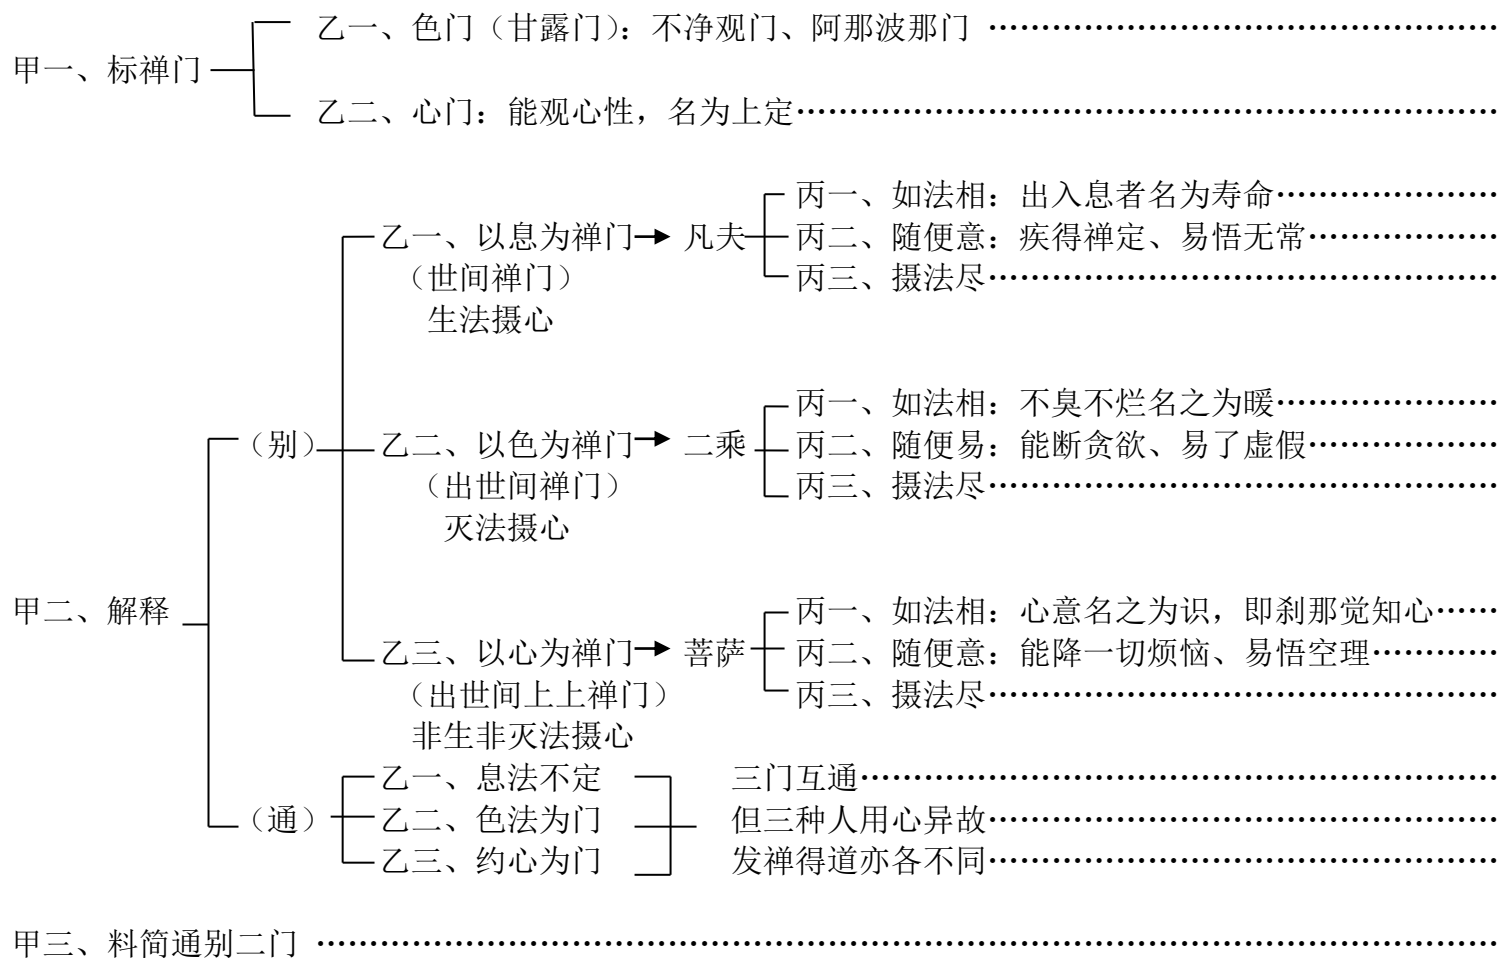 乙一、色门（甘露门）：不净观门、阿那波那门 ………………………………………
甲一、标禅门
乙二、心门：能观心性，名为上定………………………………………………………
丙一、如法相：出入息者名为寿命…………………
乙一、以息为禅门 凡夫 丙二、随便意：疾得禅定、易悟无常………………
（世间禅门） 丙三、摄法尽………………………………………
生法摄心
丙一、如法相：不臭不烂名之为暖…………………
（别） 乙二、以色为禅门 二乘 丙二、随便易：能断贪欲、易了虚假………………
（出世间禅门） 丙三、摄法尽………………………………………
灭法摄心
甲二、解释 丙一、如法相：心意名之为识，即刹那觉知心……
乙三、以心为禅门 菩萨 丙二、随便意：能降一切烦恼、易悟空理…………
（出世间上上禅门） 丙三、摄法尽………………………………………
非生非灭法摄心
乙一、息法不定 三门互通…………………………………………………
（通） 乙二、色法为门 但三种人用心异故………………………………………
乙三、约心为门 发禅得道亦各不同………………………………………
甲三、料简通别二门 ……………………………………………………………………………………………